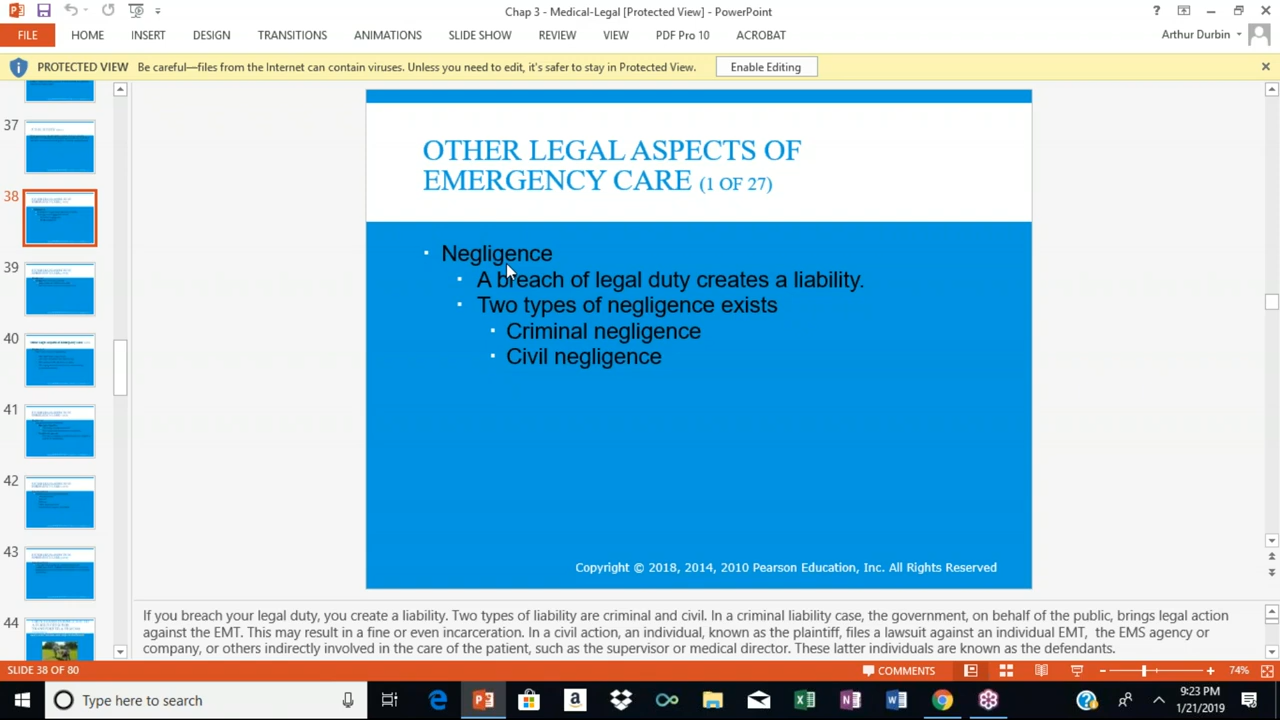 Chap 3 - Medical-Legal [Protected View] - PowerPoint
?
FILE HOME INSERT DESIGN TRANSITIONS ANIMATIONS SLIDE SHOW REVIEW VIEW PDF Pro 10 ACROBAT Arthur Durbin
PROTECTED VIEW Be careful—files from the Internet can contain viruses. Unless you need to edit, it's safer to stay in Protected View. Enable Editing
37
38
39
40
41
42
43
44
OTHER LEGAL ASPECTS OF
EMERGENCY CARE (1 OF 27)
· Negligence
· A breach of legal duty creates a liability.
· Two types of negligence exists
· Criminal negligence
· Civil negligence
Copyright © 2018, 2014, 2010 Pearson Education, Inc. All Rights Reserved
If you breach your legal duty, you create a liability. Two types of liability are criminal and civil. In a criminal liability case, the government, on behalf of the public, brings legal action
against the EMT. This may result in a fine or even incarceration. In a civil action, an individual, known as the plaintiff, files a lawsuit against an individual EMT, the EMS agency or
company, or others indirectly involved in the care of the patient, such as the supervisor or medical director. These latter individuals are known as the defendants.
SLIDE 38 OF 80 COMMENTS 74%
Type here to search
9:23 PM
1/21/2019